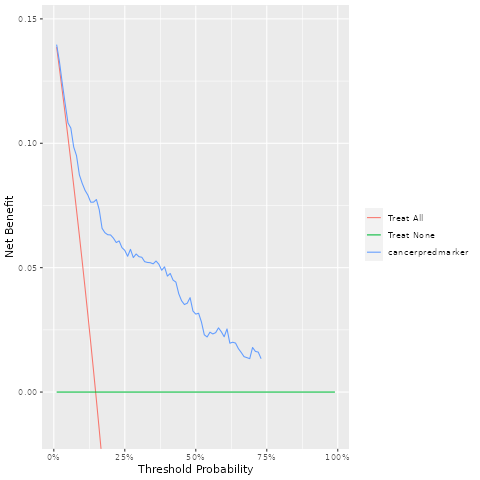 0.15
0.10
0.05
0.00
Net Benefit
0%
25%
50%
75%
100%
Threshold Probability
Treat All
Treat None
cancerpredmarker